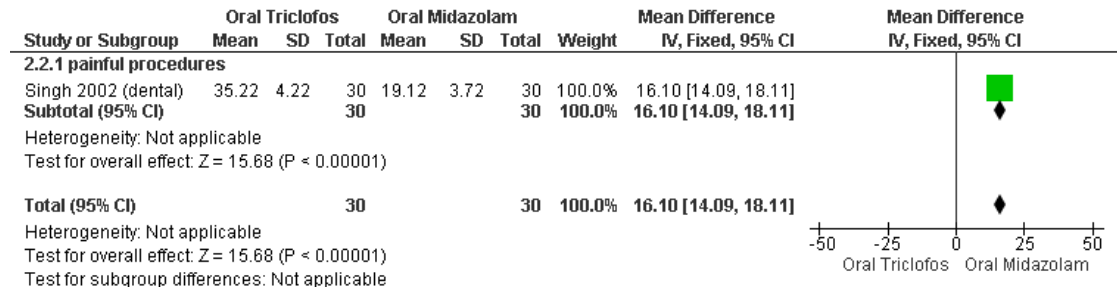 Oral Triclofos Oral Midazolam Mean Difference Mean Difference
Study or Subgroup Mean SD Total Mean SD Total Weight IV, Fixed, 95% CI IV, Fixed, 95% CI
2.2.1 painful procedures
Singh 2002 (dental) 35.22 4.22 30 19.12 3.72 30 100.0% 16.10 [14.09, 18.11]
Subtotal (95% CI) 30 30 100.0% 16.10 [14.09, 18.11]
Heterogeneity: Not applicable
Test for overall effect: Z = 15.68 (P < 0.00001)
Total (95% CI) 30 30 100.0% 16.10 [14.09, 18.11]
Heterogeneity: Not applicable
Test for overall effect: Z = 15.68 (P < 0.00001)
Test for subgroup differences: Not applicable
-50 -25 0 25 50
Oral Triclofos Oral Midazolam